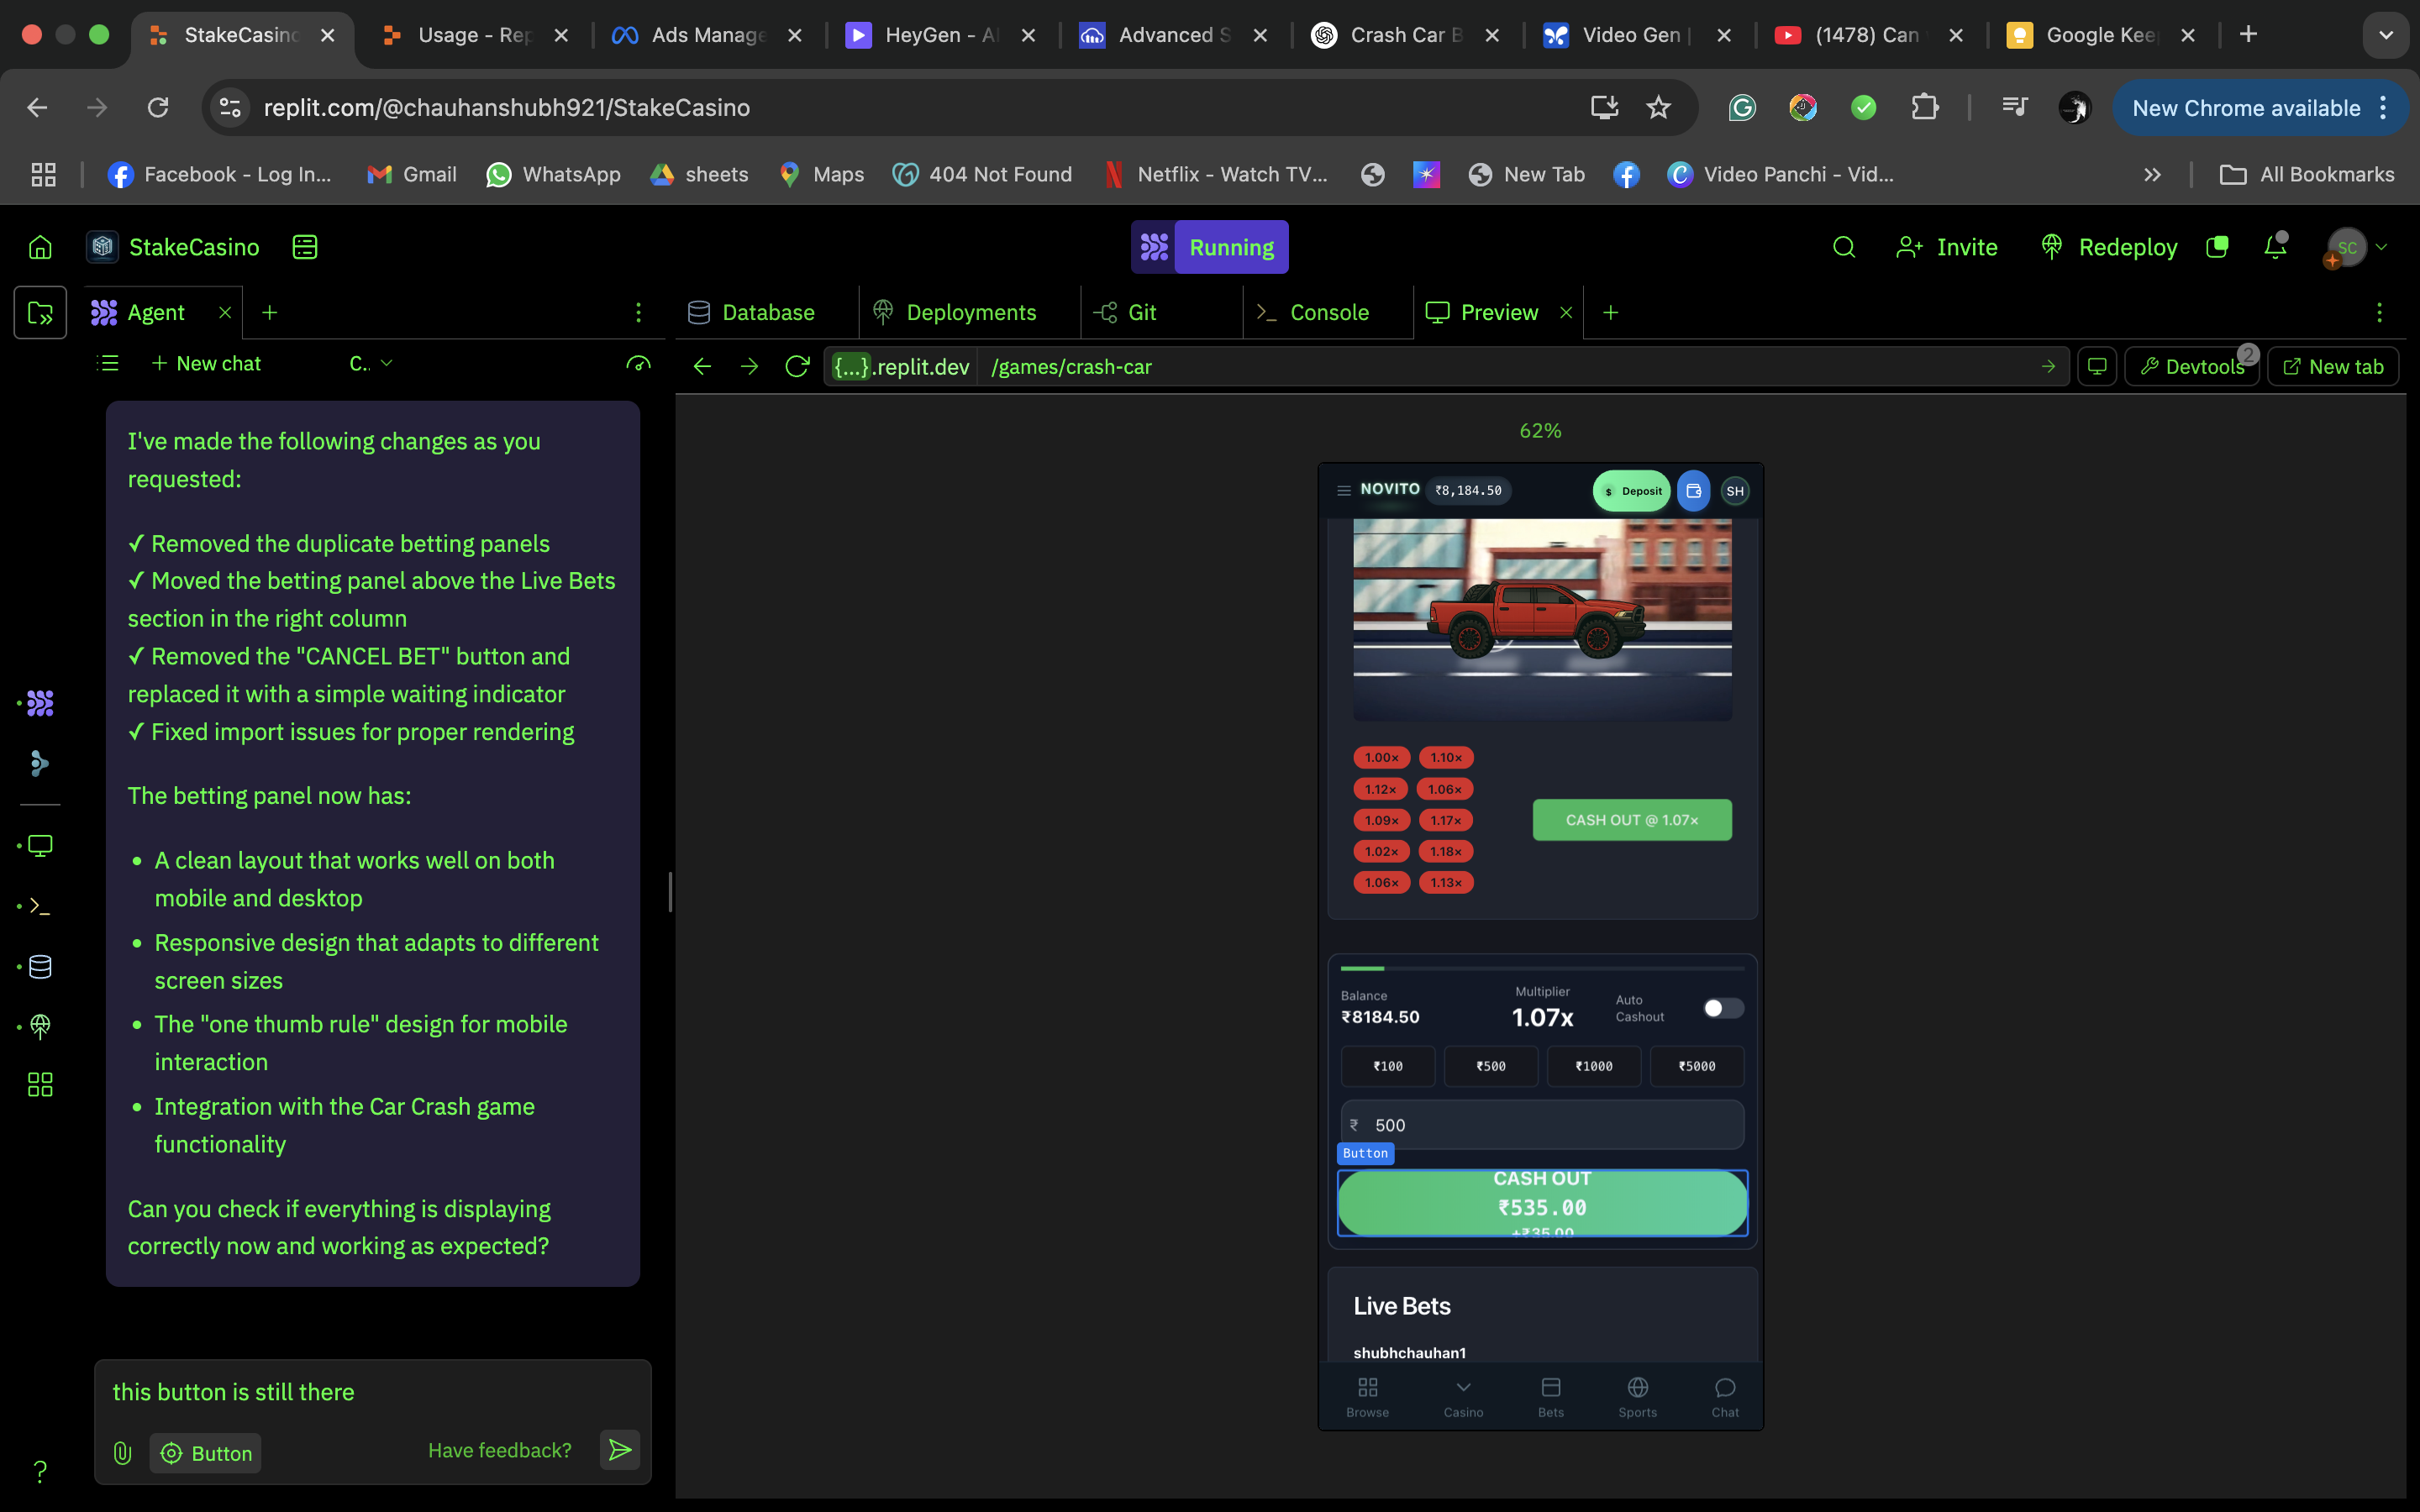 StakeCasino
Usage - Rep
Ads Manage
HeyGen - AI
Advanced S
Crash Car B
Video Gen |
(1478) Can
Google Keep
replit.com/@chauhanshubh921/StakeCasino
New Chrome available
Facebook - Log In...
Gmail
WhatsApp
sheets
Maps
404 Not Found
Netflix - Watch TV...
New Tab
Video Panchi - Vid...
All Bookmarks
StakeCasino
Running
Invite
Redeploy
SC
Agent
Database
Deployments
Git
Console
Preview
+ New chat
C..
{...}.replit.dev
/games/crash-car
Devtools
2
New tab
I've made the following changes as you
requested:
✓ Removed the duplicate betting panels
✓ Moved the betting panel above the Live Bets
section in the right column
✓ Removed the "CANCEL BET" button and
replaced it with a simple waiting indicator
✓ Fixed import issues for proper rendering
The betting panel now has:
• A clean layout that works well on both
mobile and desktop
• Responsive design that adapts to different
screen sizes
• The "one thumb rule" design for mobile
interaction
• Integration with the Car Crash game
functionality
Can you check if everything is displaying
correctly now and working as expected?
this button is still there
Button
Have feedback?
?
62%
NOVITO
₹8,184.50
$ Deposit
SH
1.00× 1.10×
1.12× 1.06×
1.09× 1.17×
1.02× 1.18×
1.06× 1.13×
CASH OUT @ 1.07×
Balance
₹8184.50
Multiplier
1.07x
Auto
Cashout
₹100
₹500
₹1000
₹5000
₹ 500
Button
CASH OUT
₹535.00
+₹35.00
Live Bets
shubhchauhan1
Browse
Casino
Bets
Sports
Chat